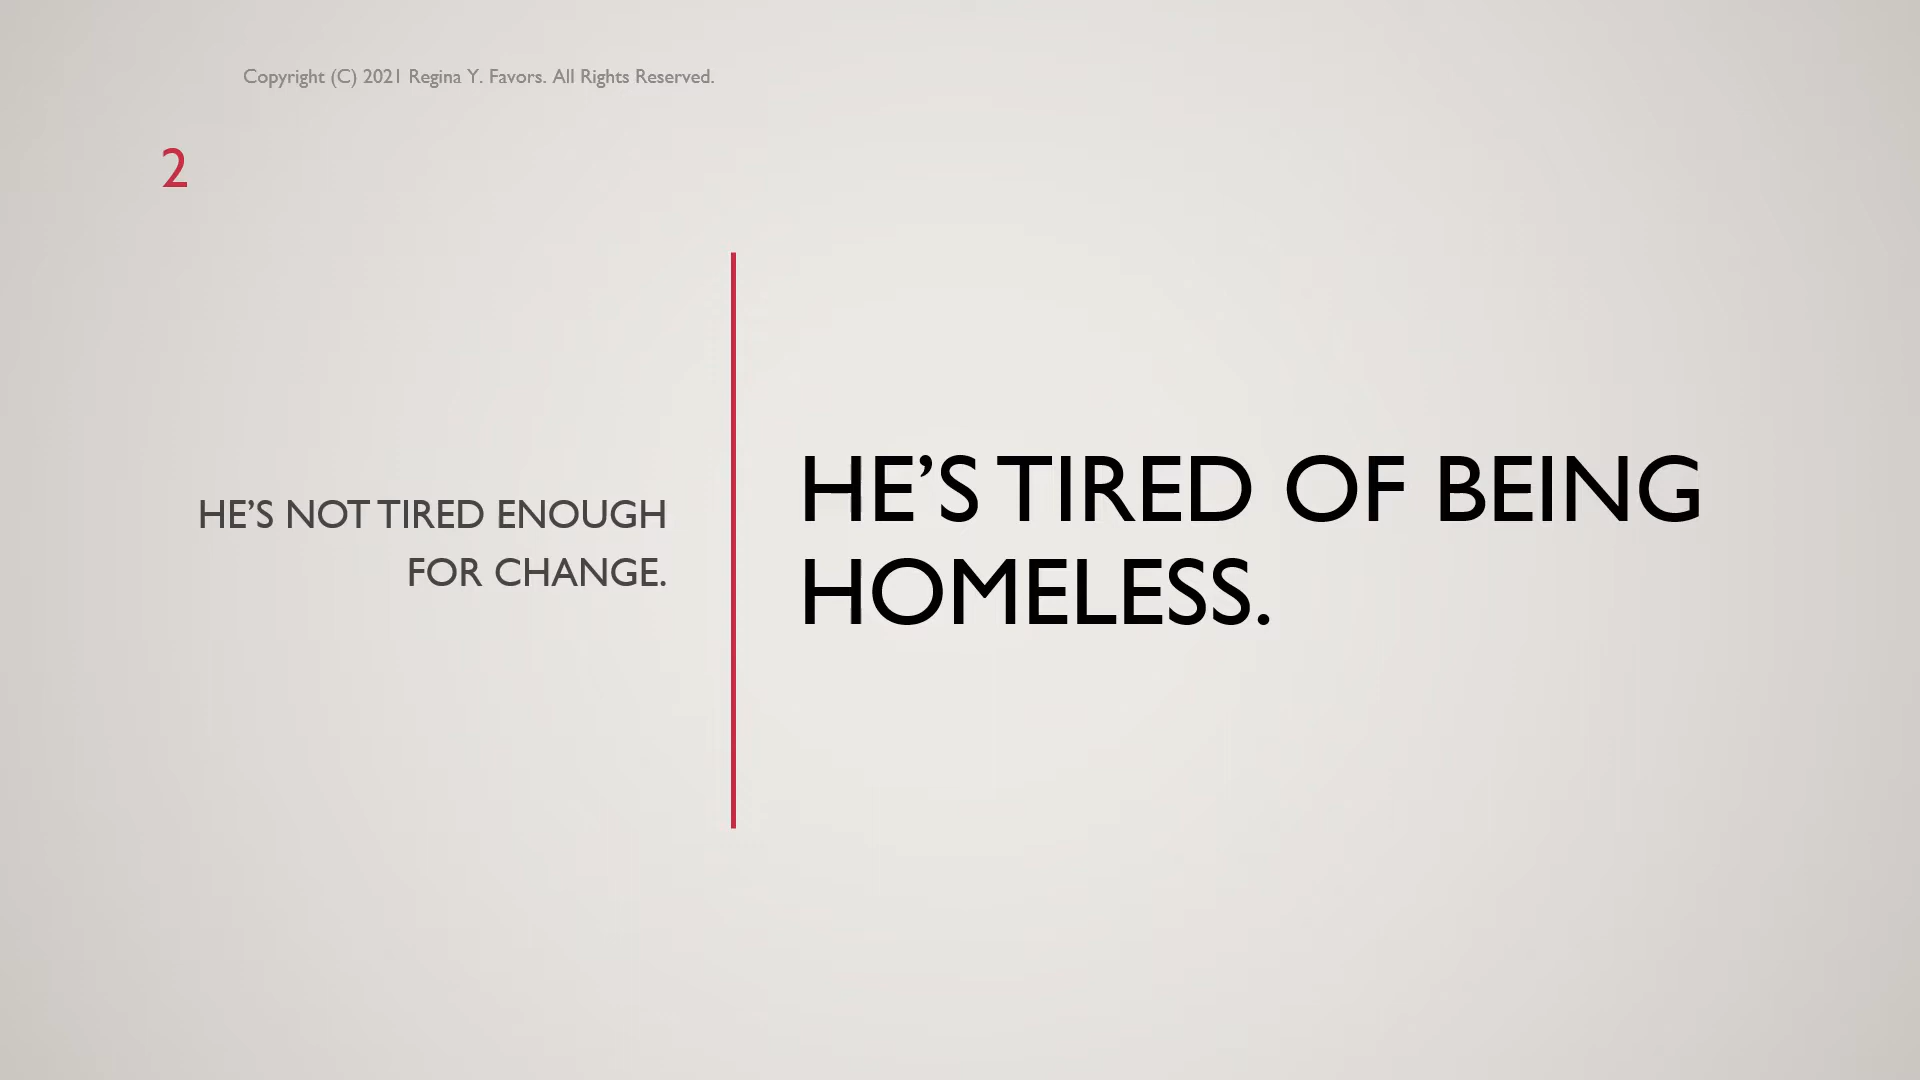 Copyright (C) 2021 Regina Y. Favors. All Rights Reserved.
2
HE’S NOT TIRED ENOUGH
FOR CHANGE.
HE’S TIRED OF BEING
HOMELESS.